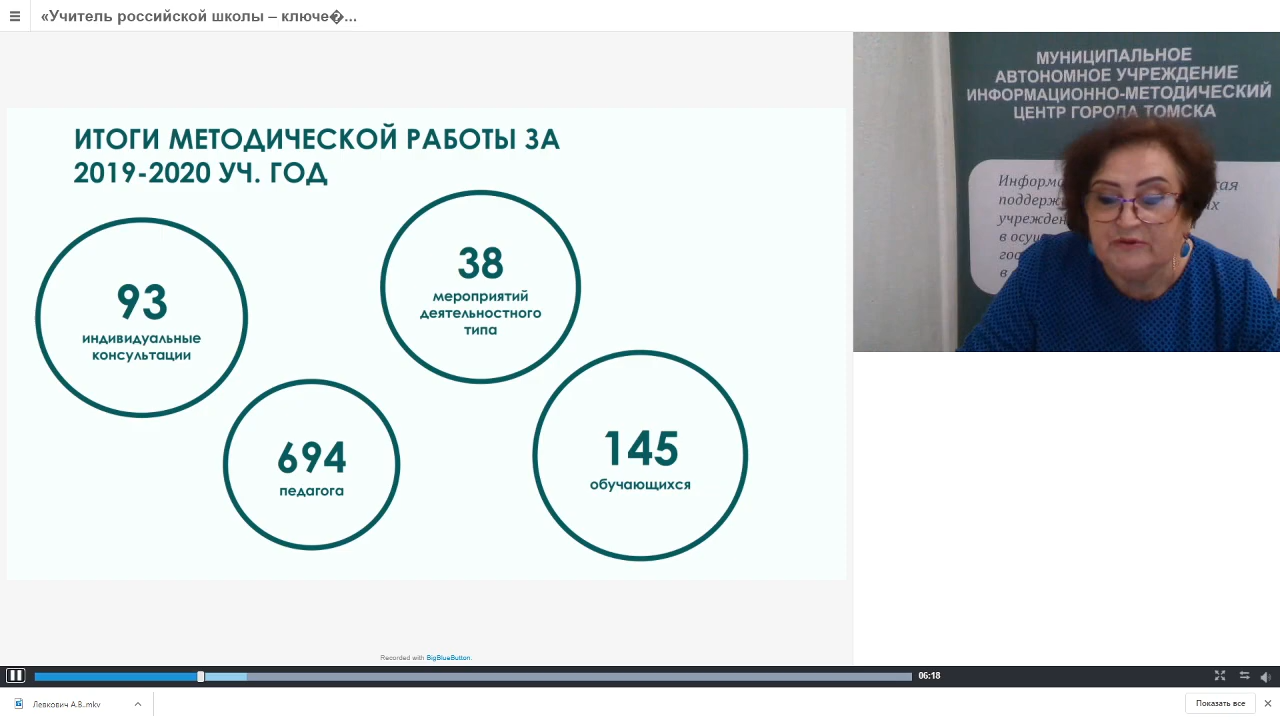 «Учитель российской школы – ключе�...
ИТОГИ МЕТОДИЧЕСКОЙ РАБОТЫ ЗА
2019-2020 УЧ. ГОД
93
индивидуальные
консультации
38
мероприятий
деятельностного
типа
694
педагога
145
обучающихся
МУНИЦИПАЛЬНОЕ
АВТОНОМНОЕ УЧРЕЖДЕНИЕ
ИНФОРМАЦИОННО-МЕТОДИЧЕСКИЙ
ЦЕНТР ГОРОДА ТОМСКА
Recorded with BigBlueButton.
06:18
Левкович А.В..mkv
Показать все